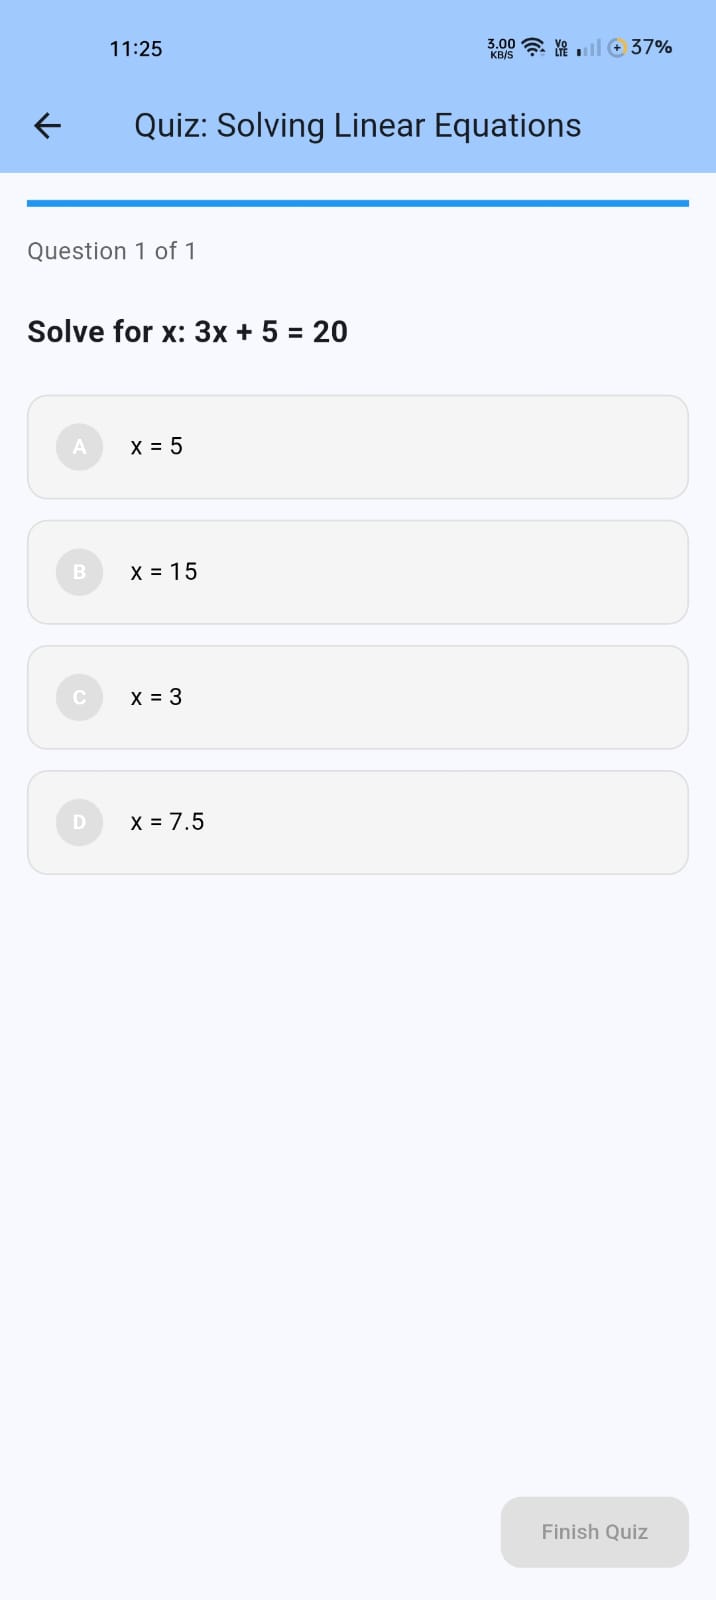 11:25
3.00 KB/S Vo LTE 37%
Quiz: Solving Linear Equations
Question 1 of 1
Solve for x: 3x + 5 = 20
A x = 5
B x = 15
C x = 3
D x = 7.5
Finish Quiz